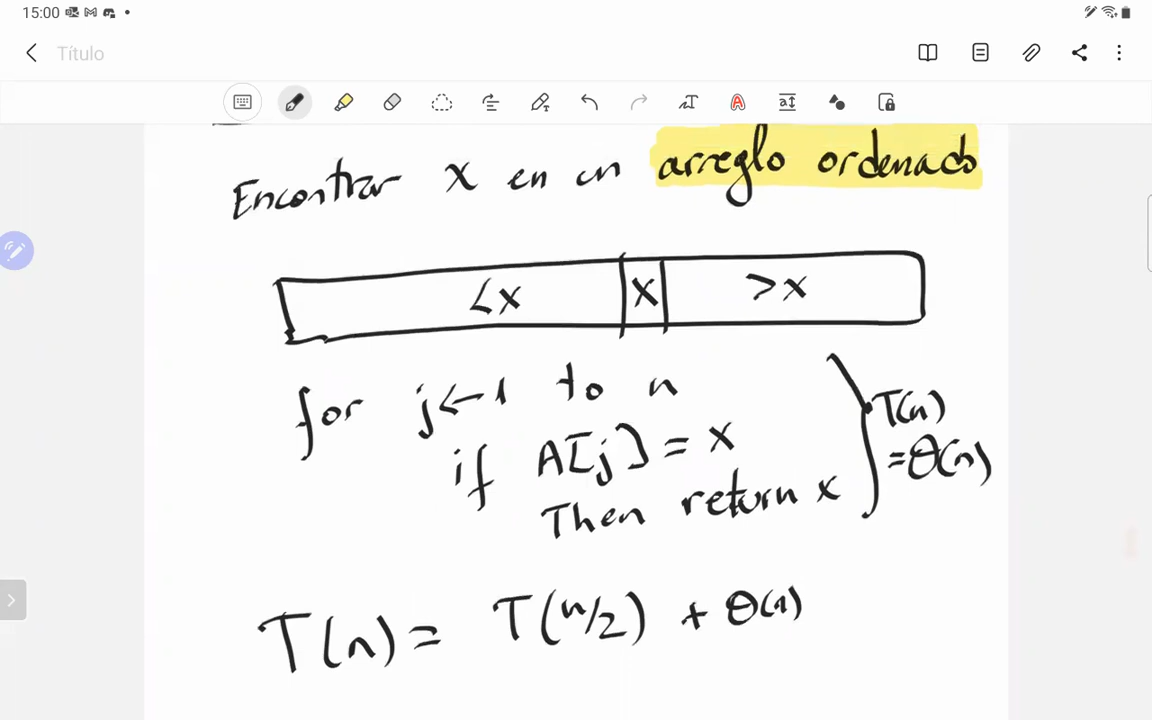 15:00
Título
Encontrar x en un arreglo ordenado
<x x >x
for j←1 to n
if A[j] = x
Then return x
T(n)
=Θ(n)
T(n) = T(n/2) + Θ(1)